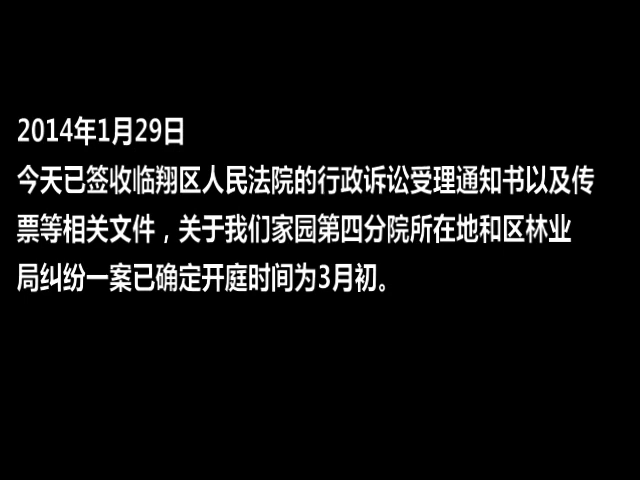 2014年1月29日
今天已签收临翔区人民法院的行政诉讼受理通知书以及传
票等相关文件，关于我们家园第四分院所在地和区林业
局纠纷一案已确定开庭时间为3月初。